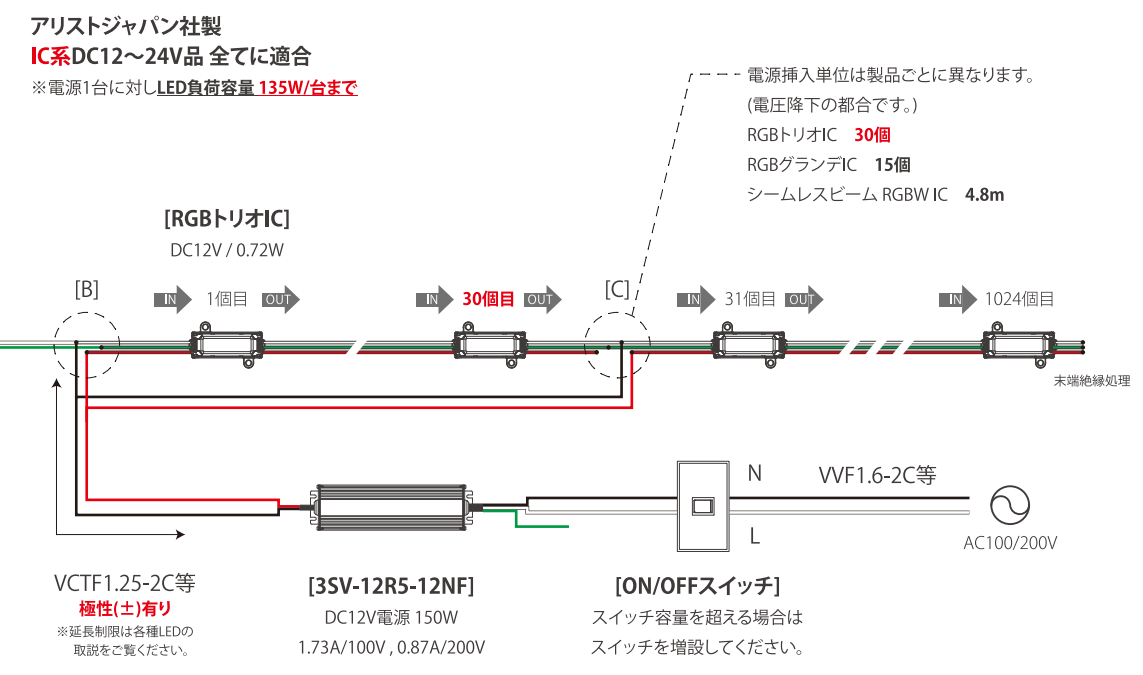 アリストジャパン社製
IC系DC12～24V品 全てに適合
※電源1台に対しLED負荷容量 135W/台まで
電源挿入単位は製品ごとに異なります。
(電圧降下の都合です。)
RGBトリオIC 30個
RGBグランデIC 15個
シームレスビーム RGBW IC 4.8m
[RGBトリオIC]
DC12V / 0.72W
[B]
IN 1個目 OUT
IN 30個目 OUT
[C]
IN 31個目 OUT
IN 1024個目
末端絶縁処理
N
VVF1.6-2C等
L
AC100/200V
VCTF1.25-2C等
極性(±)有り
※延長制限は各種LEDの
取説をご覧ください。
[3SV-12R5-12NF]
DC12V電源 150W
1.73A/100V , 0.87A/200V
[ON/OFFスイッチ]
スイッチ容量を超える場合は
スイッチを増設してください。